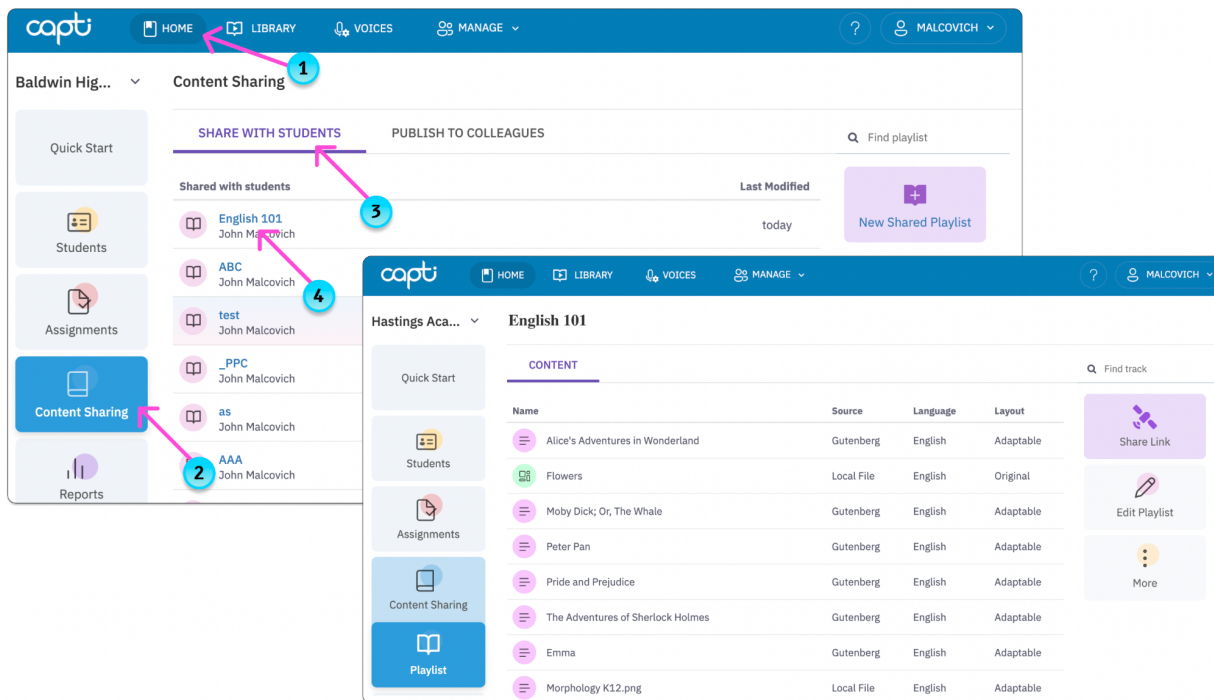 capti HOME LIBRARY VOICES MANAGE ? MALCOVICH
1
Baldwin Hig...
Content Sharing
Quick Start
Students
Assignments
Content Sharing
Reports
2
SHARE WITH STUDENTS PUBLISH TO COLLEAGUES
Find playlist
3
Shared with students Last Modified
English 101
John Malcovich
today
4
ABC
John Malcovich
test
John Malcovich
_PPC
John Malcovich
as
John Malcovich
AAA
John Malcovich
New Shared Playlist
capti HOME LIBRARY VOICES MANAGE ? MALCOVICH
Hastings Aca...
English 101
Quick Start
Students
Assignments
Content Sharing
Playlist
CONTENT
Find track
Name Source Language Layout
Alice's Adventures in Wonderland Gutenberg English Adaptable
Flowers Local File English Original
Moby Dick; Or, The Whale Gutenberg English Adaptable
Peter Pan Gutenberg English Adaptable
Pride and Prejudice Gutenberg English Adaptable
The Adventures of Sherlock Holmes Gutenberg English Adaptable
Emma Gutenberg English Adaptable
Morphology K12.png Local File English Adaptable
Share Link
Edit Playlist
More